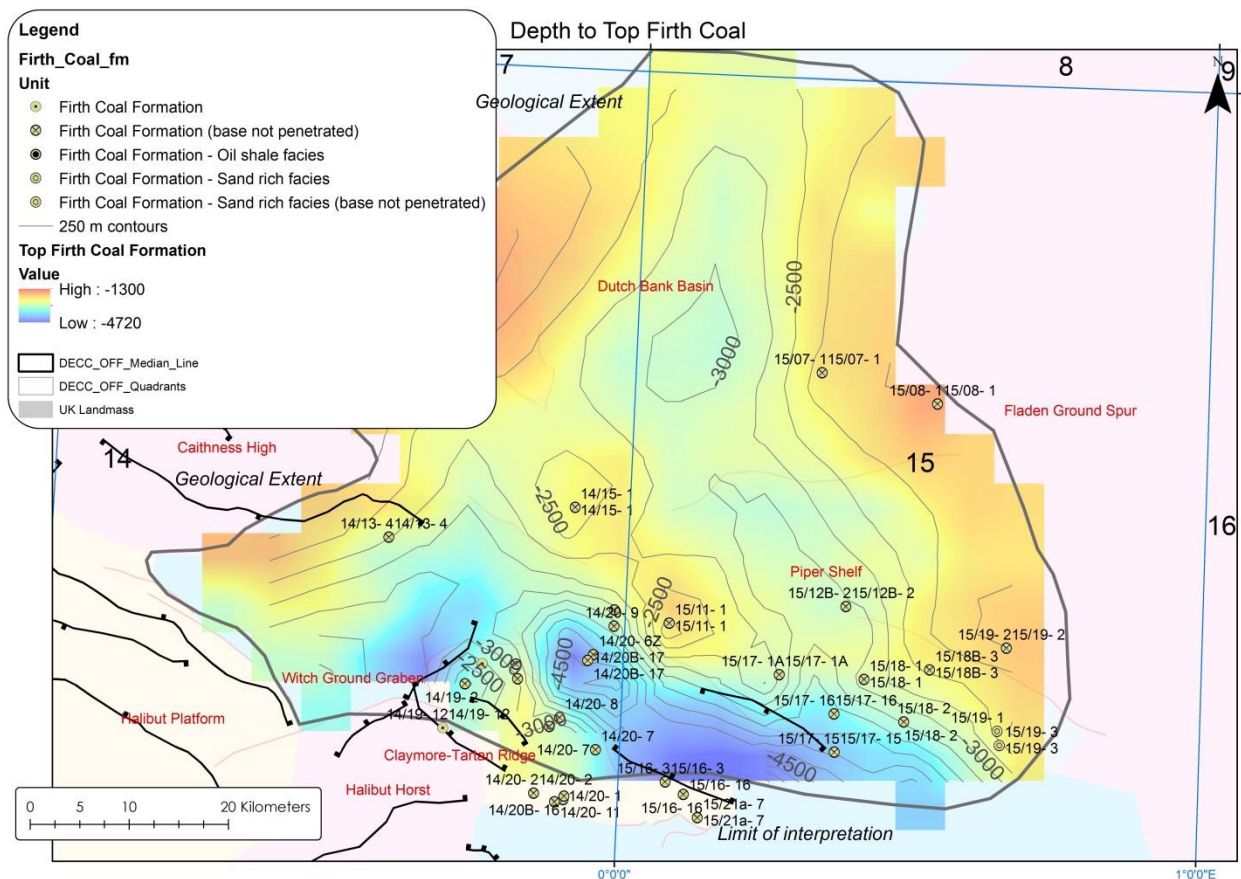 Depth to Top Firth Coal
Legend
Firth_Coal_fm
Unit
Firth Coal Formation
Firth Coal Formation (base not penetrated)
Firth Coal Formation - Oil shale facies
Firth Coal Formation - Sand rich facies
Firth Coal Formation - Sand rich facies (base not penetrated)
250 m contours
Top Firth Coal Formation
Value
High : -1300
Low : -4720
DECC_OFF_Median_Line
DECC_OFF_Quadrants
UK Landmass
7
8
9
N
Geological Extent
Dutch Bank Basin
-2500
-3000
15/07- 115/07- 1
15/08- 115/08- 1
Fladen Ground Spur
Caithness High
14
Geological Extent
15
16
14/13- 414/13- 4
-2500
14/15- 1
14/15- 1
Piper Shelf
15/12B- 215/12B- 2
14/20- 9
-2500
15/11- 1
15/11- 1
14/20- 6Z
14/20B- 17
14/20B- 17
-3000
-2500
-4500
15/17- 1A15/17- 1A
15/18- 1
15/18- 1
15/18B- 3
15/18B- 3
15/19- 215/19- 2
Witch Ground Graben
14/19- 2
14/20- 8
15/17- 1615/17- 16
15/18- 2
15/18- 2
15/19- 1
15/19- 3
15/19- 3
Halibut Platform
14/19- 1214/19- 12
-3000
14/20- 7
14/20- 7
15/17- 1515/17- 15
-3000
Claymore-Tartan Ridge
15/16- 315/16- 3
-4500
Halibut Horst
14/20- 214/20- 2
14/20- 1
14/20B- 16
14/20- 11
15/16- 16
15/16- 16
15/21a- 7
15/21a- 7
Limit of interpretation
0 5 10 20 Kilometers
0°0'0"
1°0'0"E